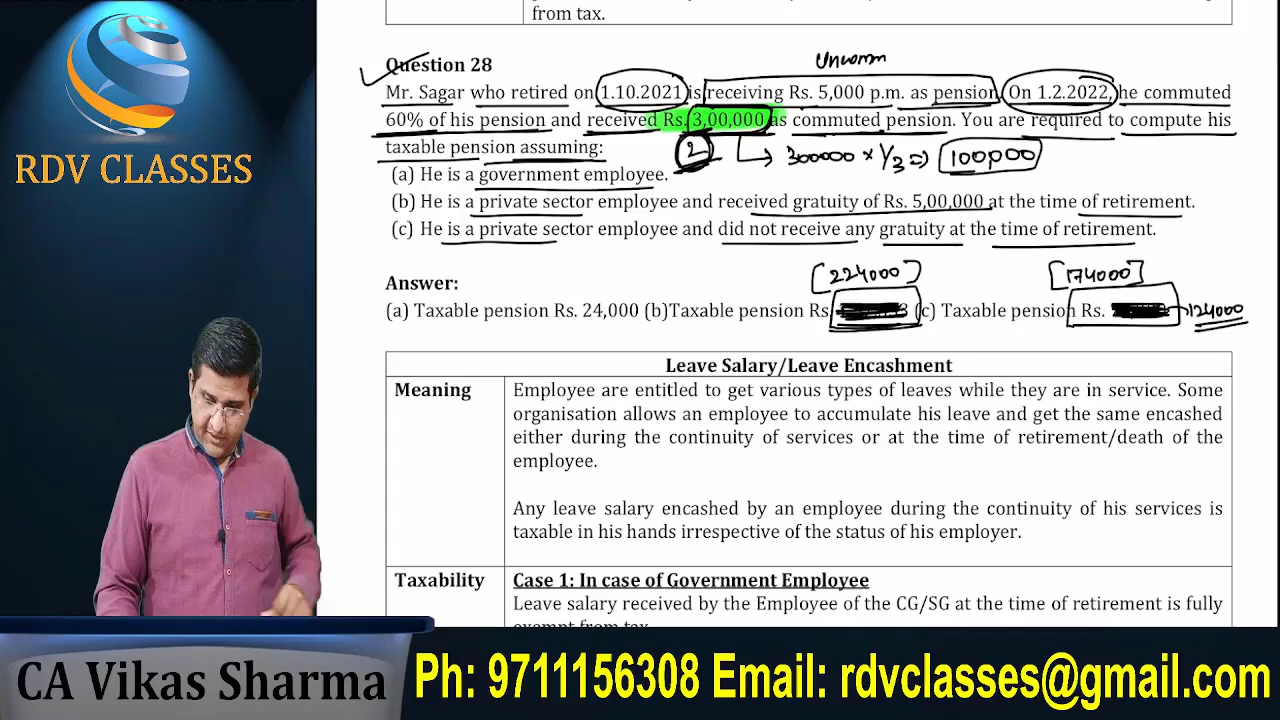 from tax.
Question 28
Uncomm
Mr. Sagar who retired on 1.10.2021 is receiving Rs. 5,000 p.m. as pension. On 1.2.2022, he commuted
60% of his pension and received Rs. 3,00,000 as commuted pension. You are required to compute his
taxable pension assuming:
2 → 300000 × 1/3 ⇒ 100000
(a) He is a government employee.
(b) He is a private sector employee and received gratuity of Rs. 5,00,000 at the time of retirement.
(c) He is a private sector employee and did not receive any gratuity at the time of retirement.
RDV CLASSES
[224000] [174000]
Answer:
(a) Taxable pension Rs. 24,000 (b)Taxable pension Rs. (c) Taxable pension Rs. 124000
Leave Salary/Leave Encashment
Meaning
Employee are entitled to get various types of leaves while they are in service. Some
organisation allows an employee to accumulate his leave and get the same encashed
either during the continuity of services or at the time of retirement/death of the
employee.
Any leave salary encashed by an employee during the continuity of his services is
taxable in his hands irrespective of the status of his employer.
Taxability
Case 1: In case of Government Employee
Leave salary received by the Employee of the CG/SG at the time of retirement is fully
exempt from tax.
CA Vikas Sharma
Ph: 9711156308 Email: rdvclasses@gmail.com